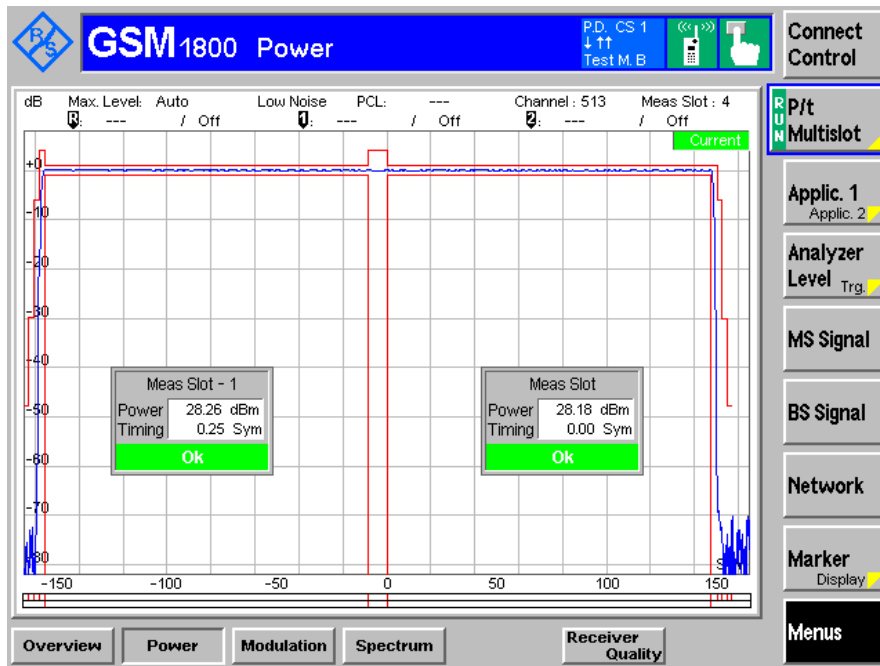 R&S GSM 1800 Power
P.D. CS 1
↓ ↑↑
Test M. B
Connect Control
dB Max. Level: Auto Low Noise PCL: --- Channel : 513 Meas Slot : 4
R: --- / Off 1: --- / Off 2: --- / Off
Current
RUN
P/t Multislot
+0
-10
-20
-30
-40
-50
-60
-70
-80
Meas Slot - 1
Power 28.26 dBm
Timing 0.25 Sym
Ok
Meas Slot
Power 28.18 dBm
Timing 0.00 Sym
Ok
-150 -100 -50 0 50 100 150
Applic. 1
Applic. 2
Analyzer
Level Trg.
MS Signal
BS Signal
Network
Marker
Display
Menus
Overview Power Modulation Spectrum Receiver Quality